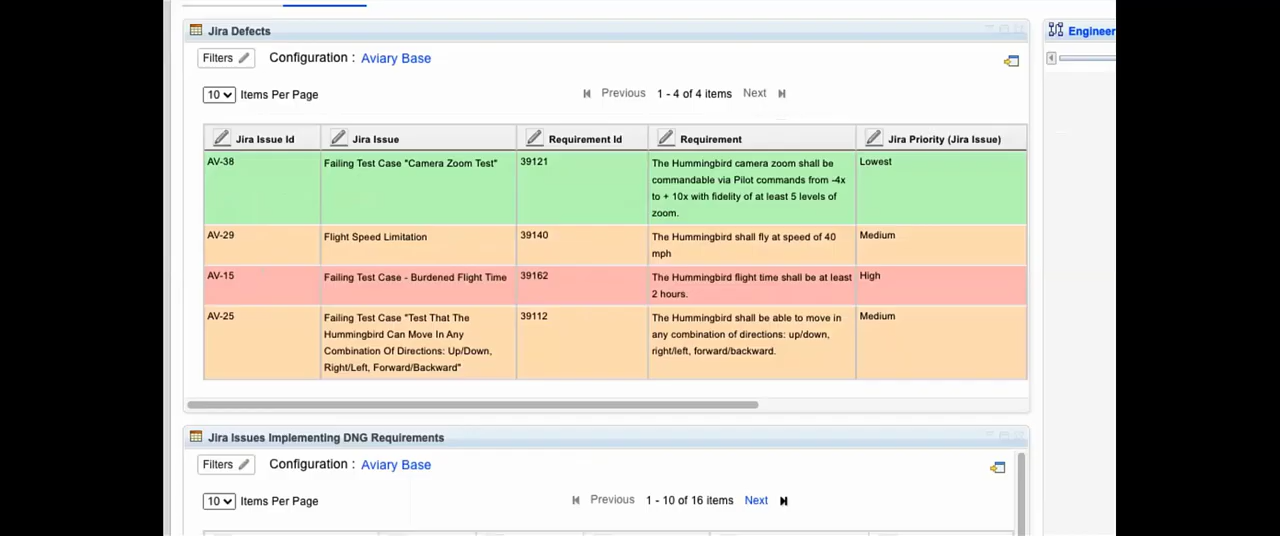 Jira Defects
Engineer
Filters
Configuration : Aviary Base
10 Items Per Page
Previous 1 - 4 of 4 items Next
Jira Issue Id Jira Issue Requirement Id Requirement Jira Priority (Jira Issue)
AV-38 Failing Test Case "Camera Zoom Test" 39121 The Hummingbird camera zoom shall be Lowest
commandable via Pilot commands from -4x
to + 10x with fidelity of at least 5 levels of
zoom.
AV-29 Flight Speed Limitation 39140 The Hummingbird shall fly at speed of 40 Medium
mph
AV-15 Failing Test Case - Burdened Flight Time 39162 The Hummingbird flight time shall be at least High
2 hours.
AV-25 Failing Test Case "Test That The 39112 The Hummingbird shall be able to move in Medium
Hummingbird Can Move In Any any combination of directions: up/down,
Combination Of Directions: Up/Down, right/left, forward/backward.
Right/Left, Forward/Backward"
Jira Issues Implementing DNG Requirements
Filters
Configuration : Aviary Base
10 Items Per Page
Previous 1 - 10 of 16 items Next